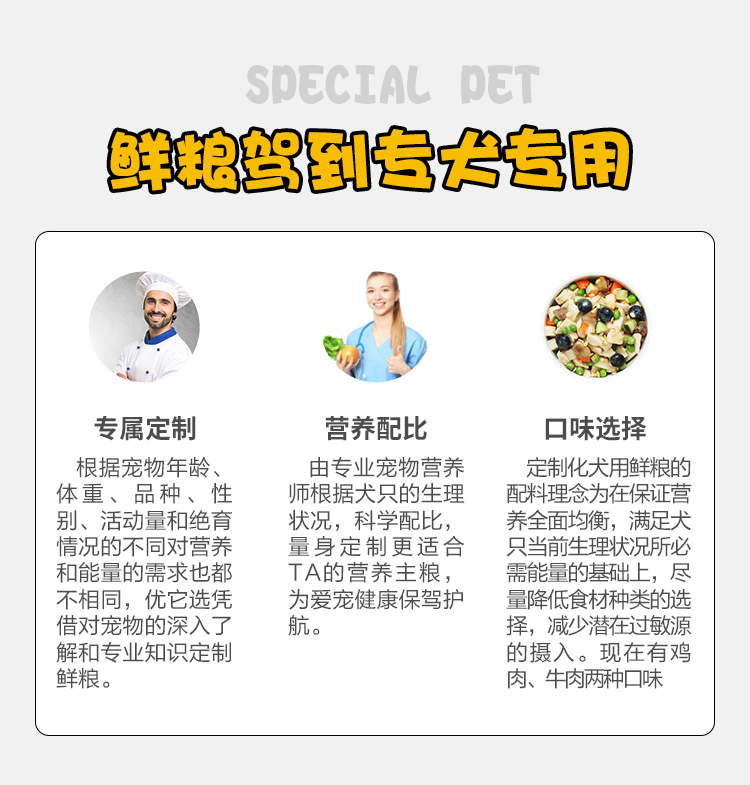 SPECIAL PET
鲜粮驾到专犬专用
专属定制
根据宠物年龄、
体重、品种、性
别、活动量和绝育
情况的不同对营养
和能量的需求也都
不相同，优它选凭
借对宠物的深入了
解和专业知识定制
鲜粮。
营养配比
由专业宠物营养
师根据犬只的生理
状况，科学配比，
量身定制更适合
TA的营养主粮，
为爱宠健康保驾护
航。
口味选择
定制化犬用鲜粮的
配料理念为在保证营
养全面均衡，满足犬
只当前生理状况所必
需能量的基础上，尽
量降低食材种类的选
择，减少潜在过敏源
的摄入。现在有鸡
肉、牛肉两种口味